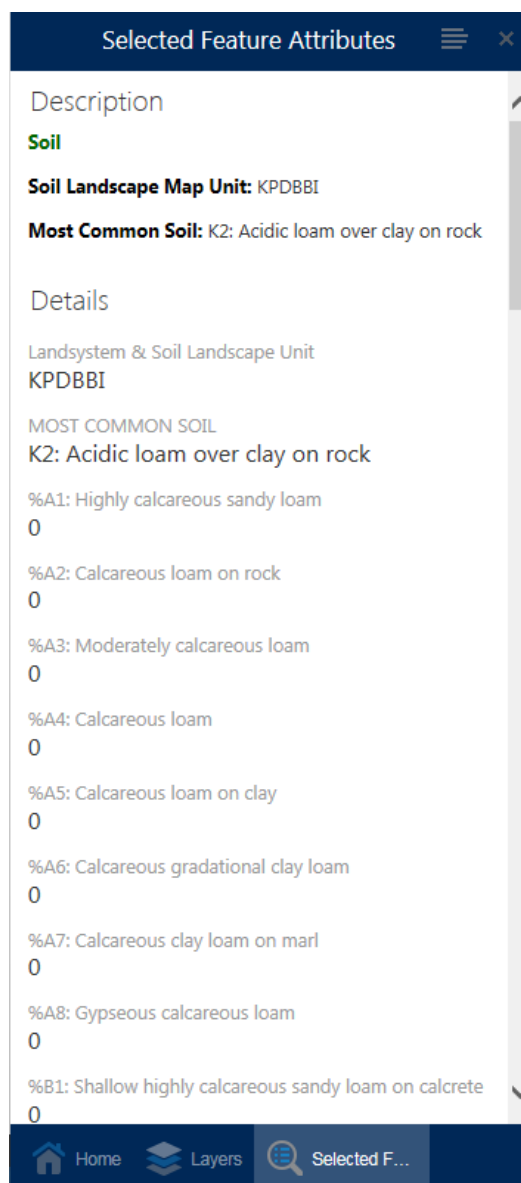 Selected Feature Attributes
Description
Soil
Soil Landscape Map Unit: KPDBBI
Most Common Soil: K2: Acidic loam over clay on rock
Details
Landsystem & Soil Landscape Unit
KPDBBI
MOST COMMON SOIL
K2: Acidic loam over clay on rock
%A1: Highly calcareous sandy loam
0
%A2: Calcareous loam on rock
0
%A3: Moderately calcareous loam
0
%A4: Calcareous loam
0
%A5: Calcareous loam on clay
0
%A6: Calcareous gradational clay loam
0
%A7: Calcareous clay loam on marl
0
%A8: Gypseous calcareous loam
0
%B1: Shallow highly calcareous sandy loam on calcrete
0
Home Layers Selected F...